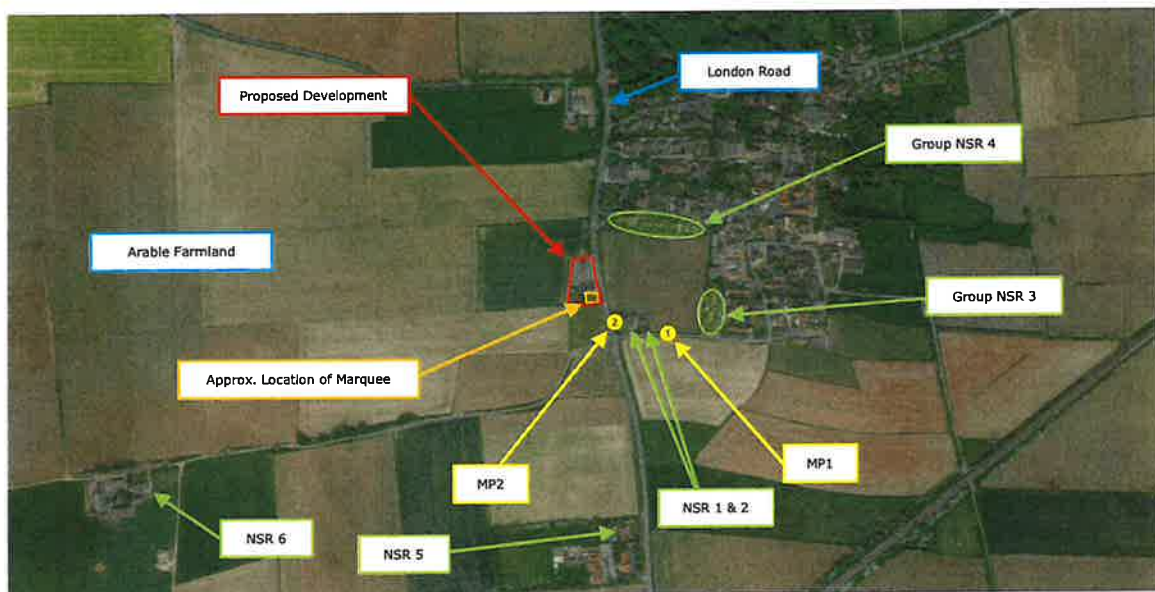 London Road
Proposed Development
Group NSR 4
Arable Farmland
Group NSR 3
2
1
Approx. Location of Marquee
MP2
MP1
NSR 1 & 2
NSR 6
NSR 5